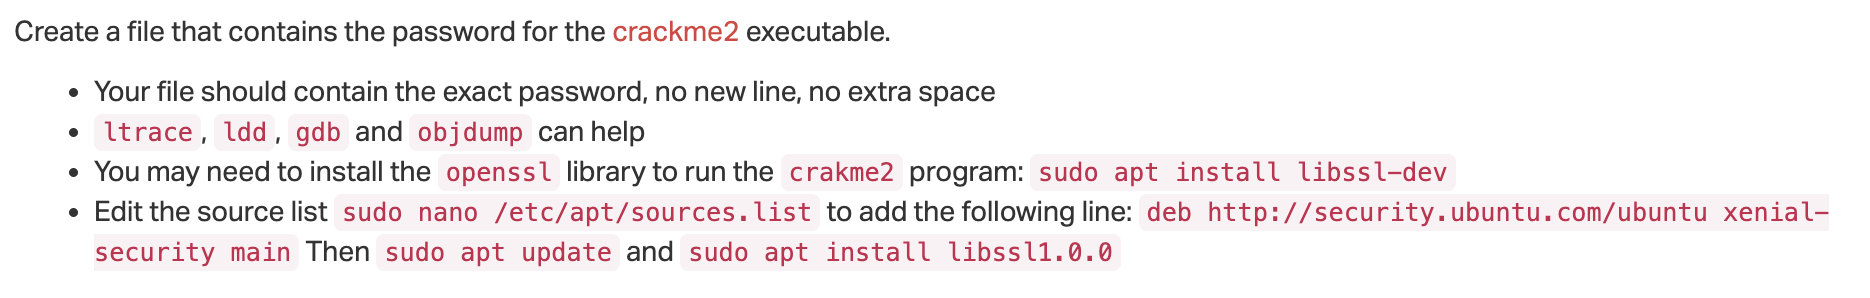 Create a file that contains the password for the crackme2 executable.
• Your file should contain the exact password, no new line, no extra space
• ltrace, ldd, gdb and objdump can help
• You may need to install the openssl library to run the crakme2 program: sudo apt install libssl-dev
• Edit the source list sudo nano /etc/apt/sources.list to add the following line: deb http://security.ubuntu.com/ubuntu xenial-
security main Then sudo apt update and sudo apt install libssl1.0.0